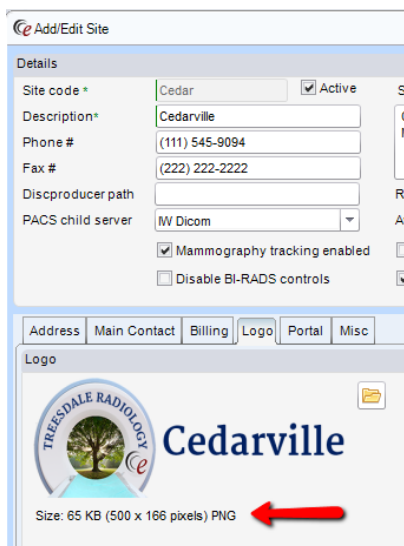 Add/Edit Site
Details
Site code *
Cedar
Active
S
Description*
Cedarville
Phone #
(111) 545-9094
Fax #
(222) 222-2222
Discproducer path
R
PACS child server
IW Dicom
A
Mammography tracking enabled
Disable BI-RADS controls
Address Main Contact Billing Logo Portal Misc
Logo
TREESDALE RADIOLOGY
Ce
Cedarville
Size: 65 KB (500 x 166 pixels) PNG